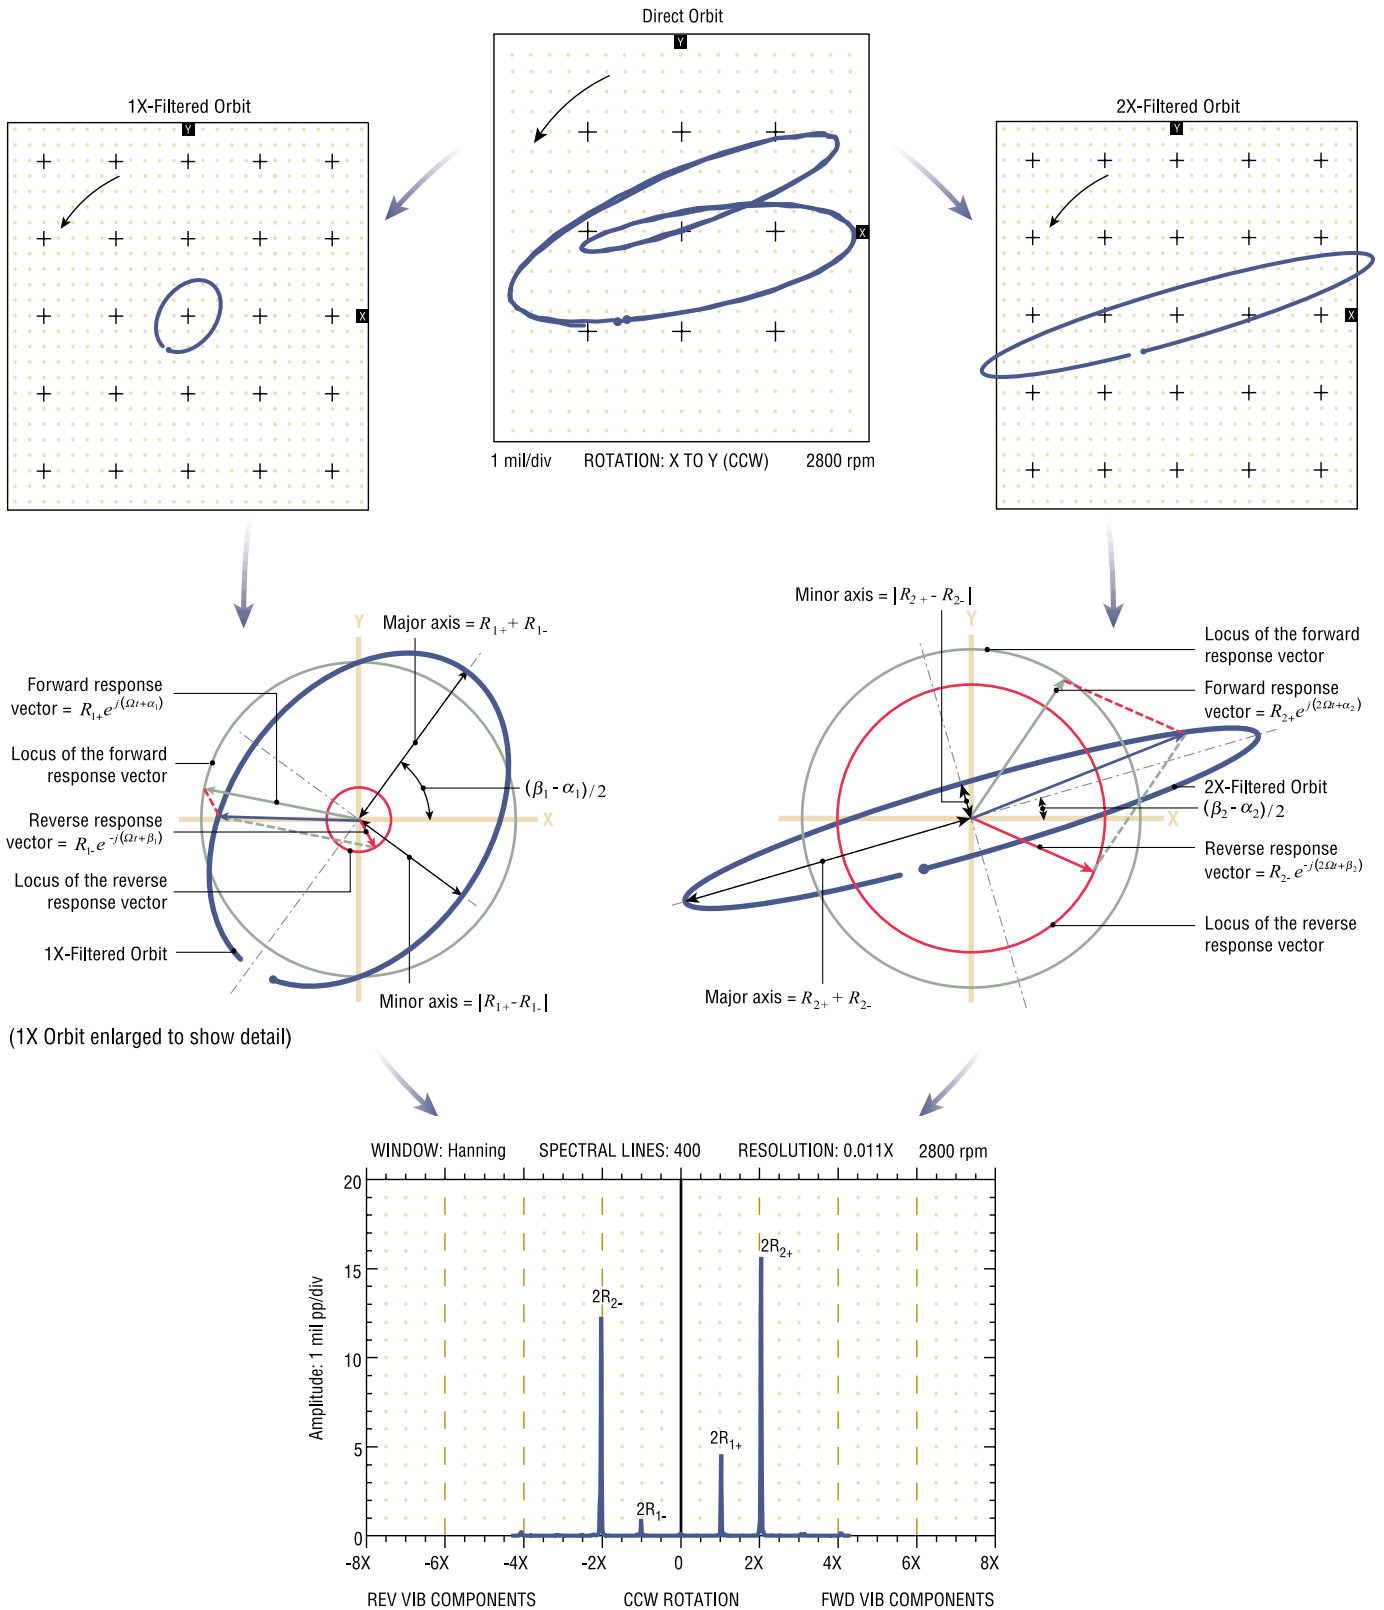 Direct Orbit
Y
X
1 mil/div ROTATION: X TO Y (CCW) 2800 rpm
1X-Filtered Orbit
Y
X
2X-Filtered Orbit
Y
X
Y
X
Major axis = R1+ + R1-
Forward response
vector = R1+ e^j(Ωt+α1)
Locus of the forward
response vector
(β1 - α1)/2
Reverse response
vector = R1- e^-j(Ωt+β1)
Locus of the reverse
response vector
1X-Filtered Orbit
Minor axis = |R1+ - R1-|
(1X Orbit enlarged to show detail)
Minor axis = |R2+ - R2-|
Y
X
Locus of the forward
response vector
Forward response
vector = R2+ e^j(2Ωt+α2)
2X-Filtered Orbit
(β2 - α2)/2
Reverse response
vector = R2- e^-j(2Ωt+β2)
Locus of the reverse
response vector
Major axis = R2+ + R2-
WINDOW: Hanning SPECTRAL LINES: 400 RESOLUTION: 0.011X 2800 rpm
Amplitude: 1 mil pp/div
20
15
10
5
0
2R2-
2R1-
2R1+
2R2+
-8X -6X -4X -2X 0 2X 4X 6X 8X
REV VIB COMPONENTS CCW ROTATION FWD VIB COMPONENTS